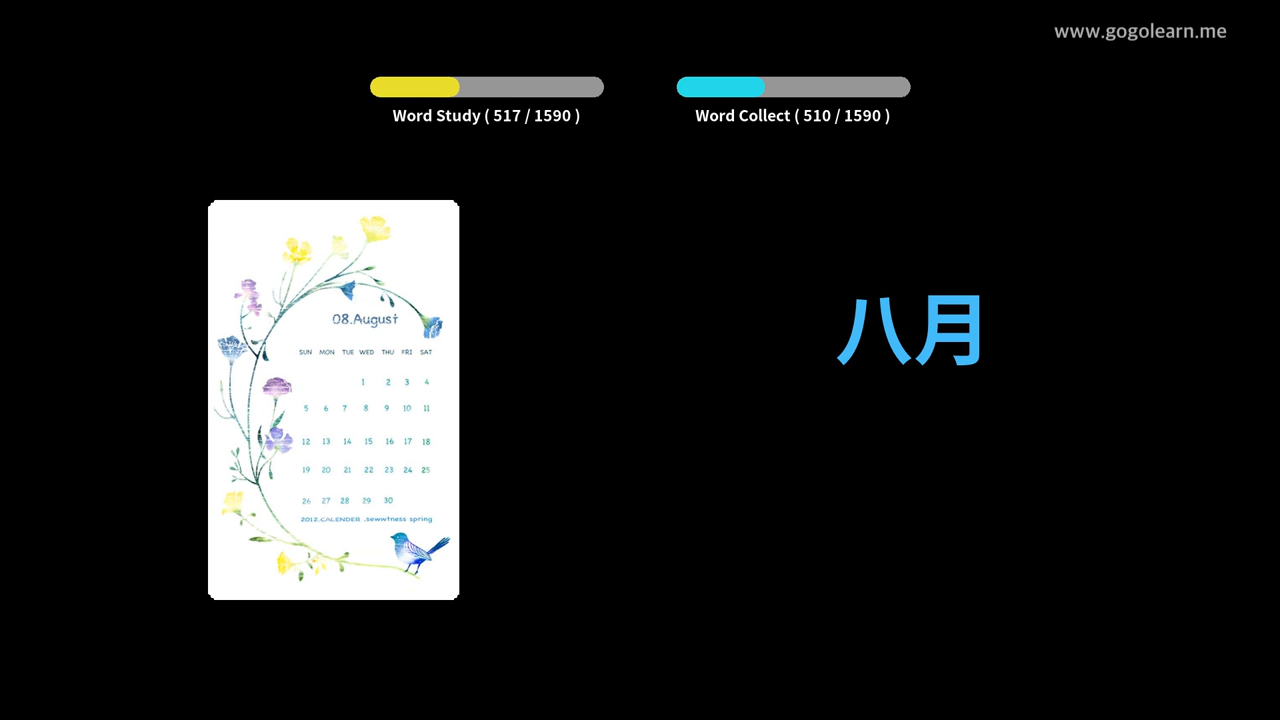 www.gogolearn.me
Word Study ( 517 / 1590 )
Word Collect ( 510 / 1590 )
08.August
SUN MON TUE WED THU FRI SAT
1 2 3 4
5 6 7 8 9 10 11
12 13 14 15 16 17 18
19 20 21 22 23 24 25
26 27 28 29 30
2012.CALENDER .sewwtness spring
八月